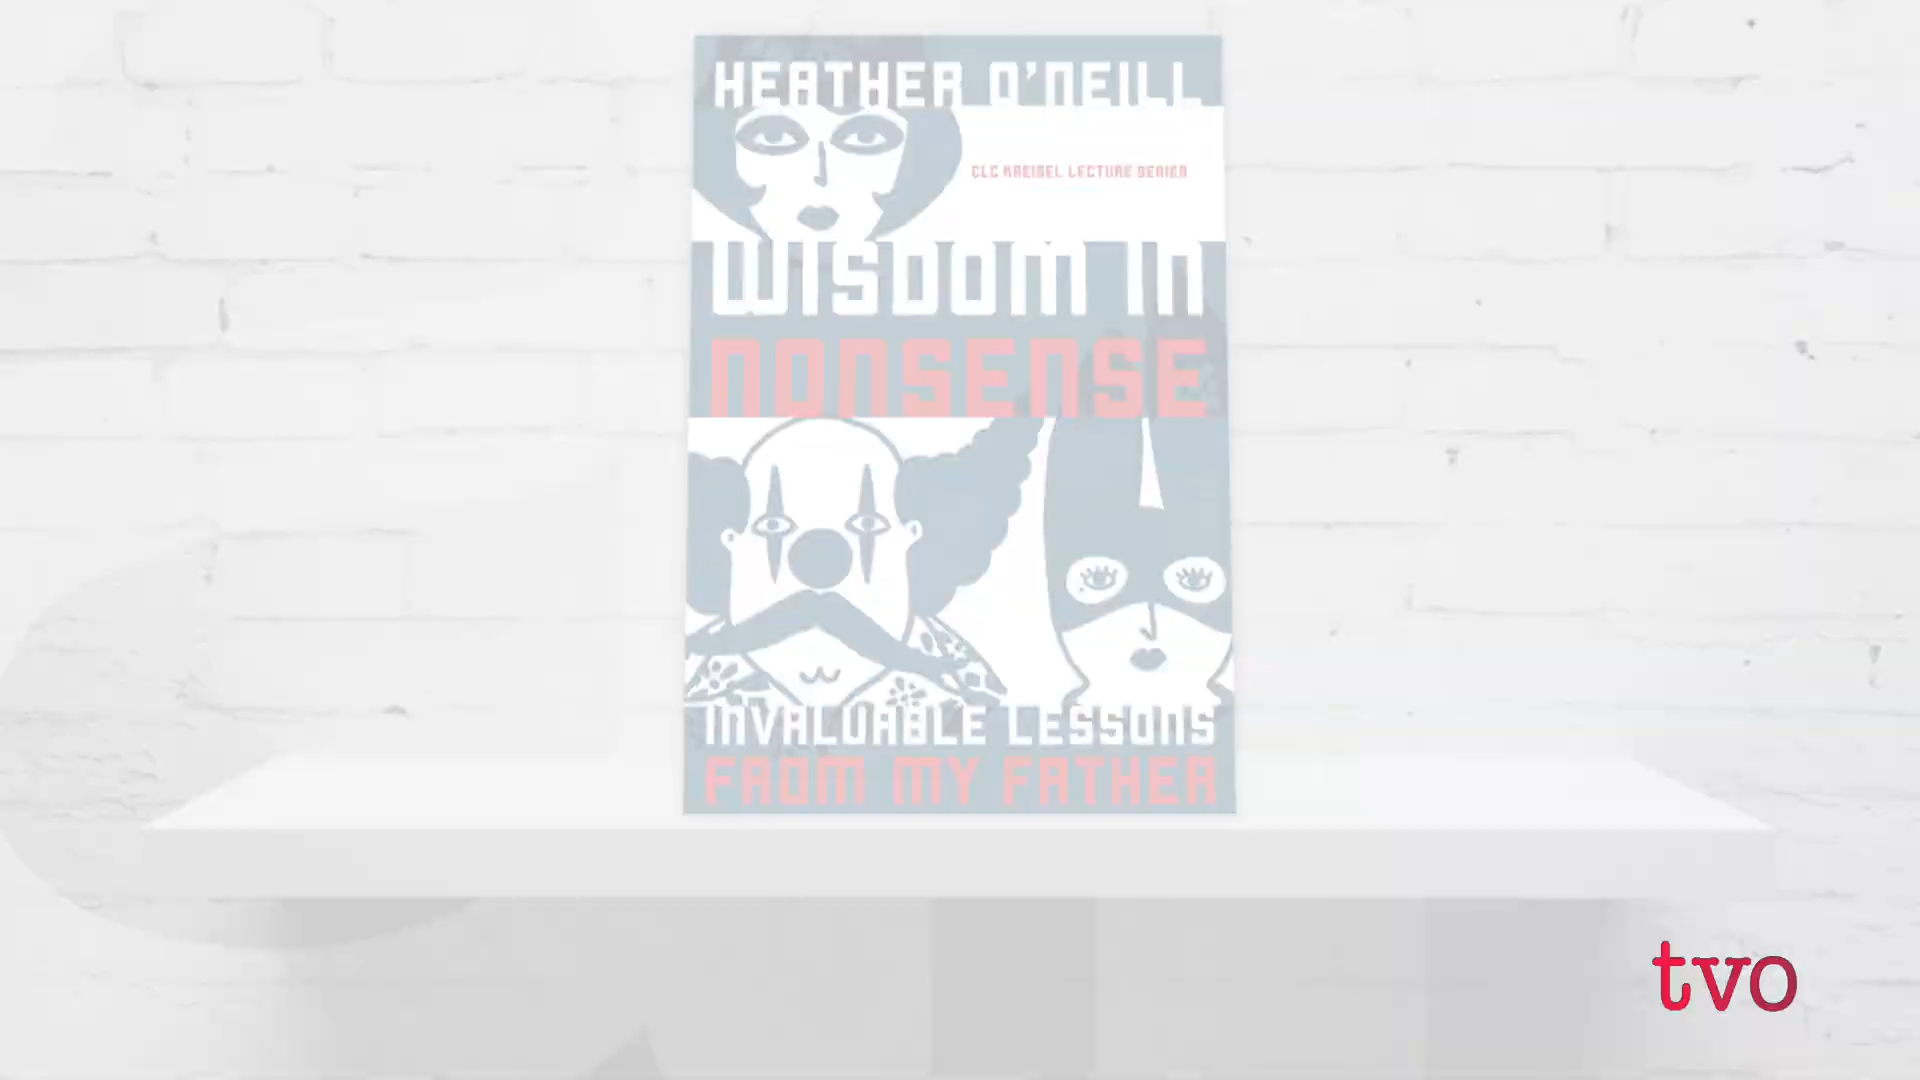 HEATHER O'NEILL
CLC KREISEL LECTURE SERIES
WISDOM IN
NONSENSE
INVALUABLE LESSONS
FROM MY FATHER
tvo